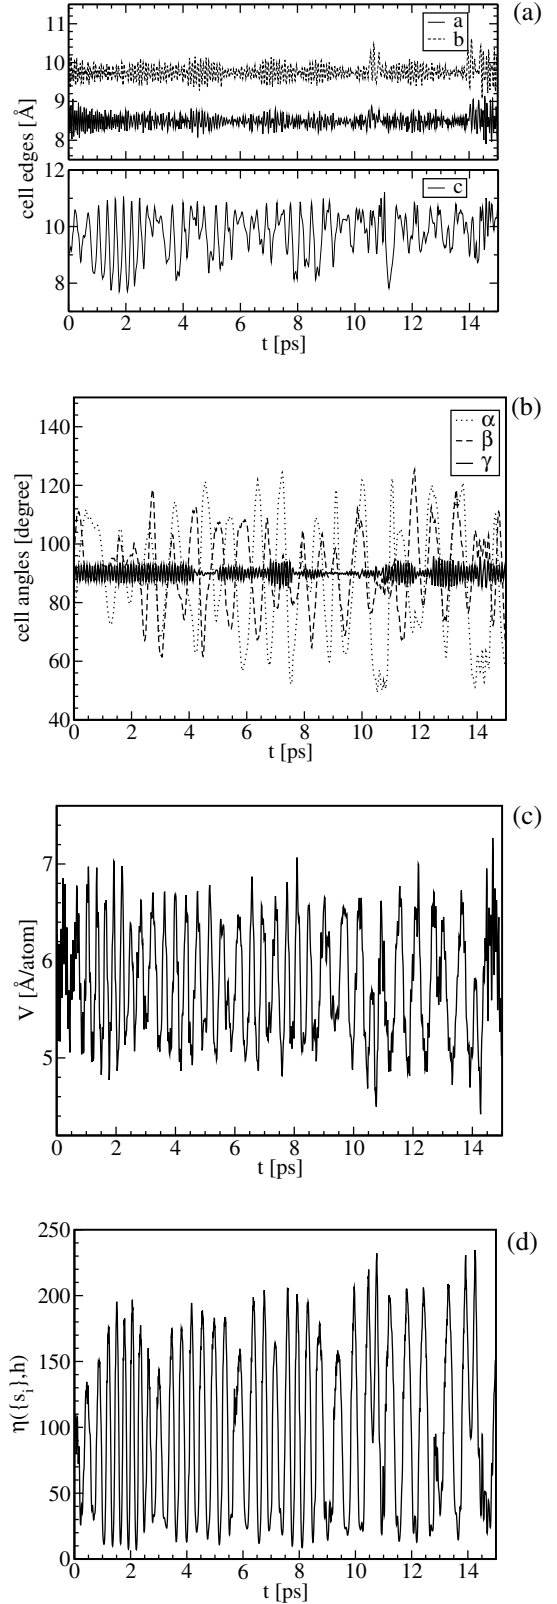 (a)
11
10
9
8
a
b
cell edges [Å]
12
10
8
c
0 2 4 6 8 10 12 14
t [ps]
(b)
140
120
100
80
60
40
α
β
γ
cell angles [degree]
0 2 4 6 8 10 12 14
t [ps]
(c)
7
6
5
V [Å/atom]
0 2 4 6 8 10 12 14
t [ps]
(d)
250
200
150
100
50
0
η({s_i},h)
0 2 4 6 8 10 12 14
t [ps]